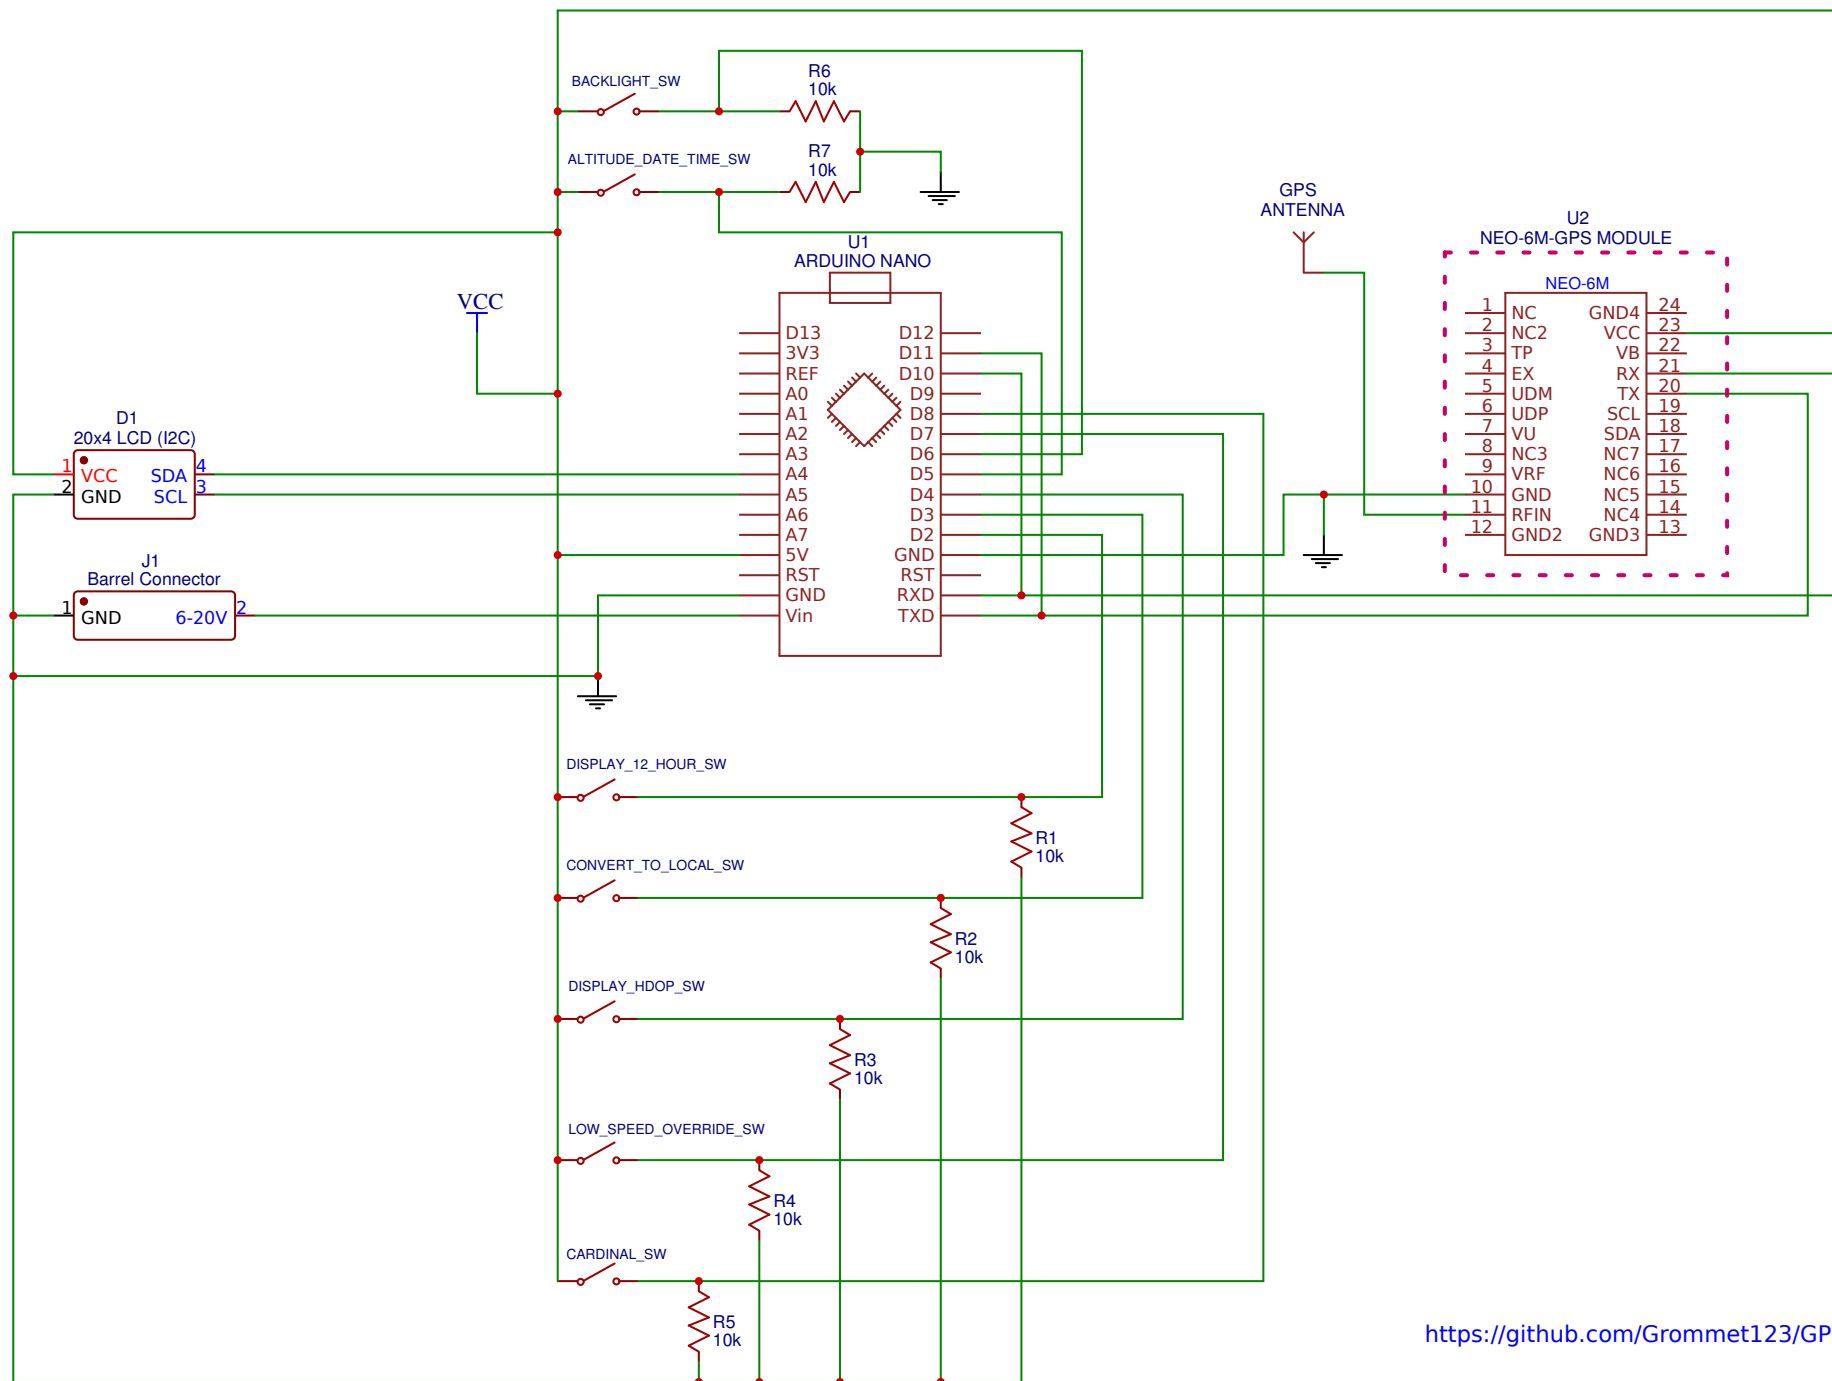 BACKLIGHT_SW
R6
10k
ALTITUDE_DATE_TIME_SW
R7
10k
GPS
ANTENNA
U2
NEO-6M-GPS MODULE
NEO-6M
1 NC GND4 24
2 NC2 VCC 23
3 TP VB 22
4 EX RX 21
5 UDM TX 20
6 UDP SCL 19
7 VU SDA 18
8 NC3 NC7 17
9 VRF NC6 16
10 GND NC5 15
11 RFIN NC4 14
12 GND2 GND3 13
U1
ARDUINO NANO
D13 D12
3V3 D11
REF D10
A0 D9
A1 D8
A2 D7
A3 D6
A4 D5
A5 D4
A6 D3
A7 D2
5V GND
RST RST
GND RXD
Vin TXD
VCC
D1
20x4 LCD (I2C)
1 VCC SDA 4
2 GND SCL 3
J1
Barrel Connector
1 GND 6-20V 2
DISPLAY_12_HOUR_SW
R1
10k
CONVERT_TO_LOCAL_SW
R2
10k
DISPLAY_HDOP_SW
R3
10k
LOW_SPEED_OVERRIDE_SW
R4
10k
CARDINAL_SW
R5
10k
https://github.com/Grommet123/GP